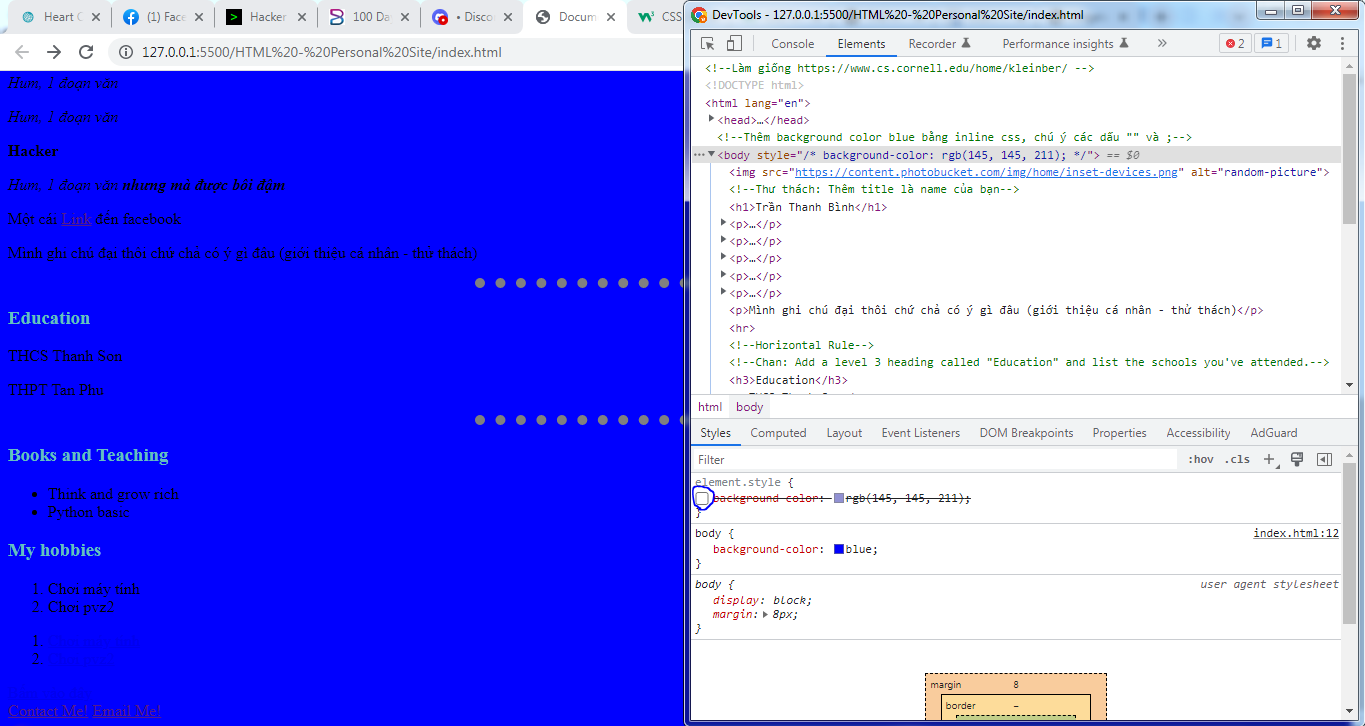 Heart C
(1) Face
Hacker
100 Da
• Disco
Docum
CSS
DevTools - 127.0.0.1:5500/HTML%20-%20Personal%20Site/index.html
127.0.0.1:5500/HTML%20-%20Personal%20Site/index.html
Hum, 1 đoạn văn
Hum, 1 đoạn văn
Hacker
Hum, 1 đoạn văn nhưng mà được bôi đậm
Một cái Link đến facebook
Mình ghi chú đại thôi chứ chả có ý gì đâu (giới thiệu cá nhân - thử thách)
Education
THCS Thanh Sơn
THPT Tân Phú
Books and Teaching
Think and grow rich
Python basic
My hobbies
1. Chơi máy tính
2. Chơi pvz2
1.
2.
Contact Me! Email Me!
Console Elements Recorder Performance insights » 2 1
<!--Làm giống https://www.cs.cornell.edu/home/kleinber/ -->
<!DOCTYPE html>
<html lang="en">
<head>…</head>
<!--Thêm background color blue bằng inline css, chú ý các dấu "" và ;-->
<body style="/* background-color: rgb(145, 145, 211); */"> == $0
<img src="https://content.photobucket.com/img/home/inset-devices.png" alt="random-picture">
<!--Thư thách: Thêm title là name của bạn-->
<h1>Trần Thanh Bình</h1>
<p>…</p>
<p>…</p>
<p>…</p>
<p>…</p>
<p>…</p>
<p>Mình ghi chú đại thôi chứ chả có ý gì đâu (giới thiệu cá nhân - thử thách)</p>
<hr>
<!--Horizontal Rule-->
<!--Chan: Add a level 3 heading called "Education" and list the schools you've attended.-->
<h3>Education</h3>
html body
Styles Computed Layout Event Listeners DOM Breakpoints Properties Accessibility AdGuard
Filter :hov .cls +
element.style {
background-color: rgb(145, 145, 211);
}
body { index.html:12
background-color: blue;
}
body { user agent stylesheet
display: block;
margin: 8px;
}
margin 8
border –